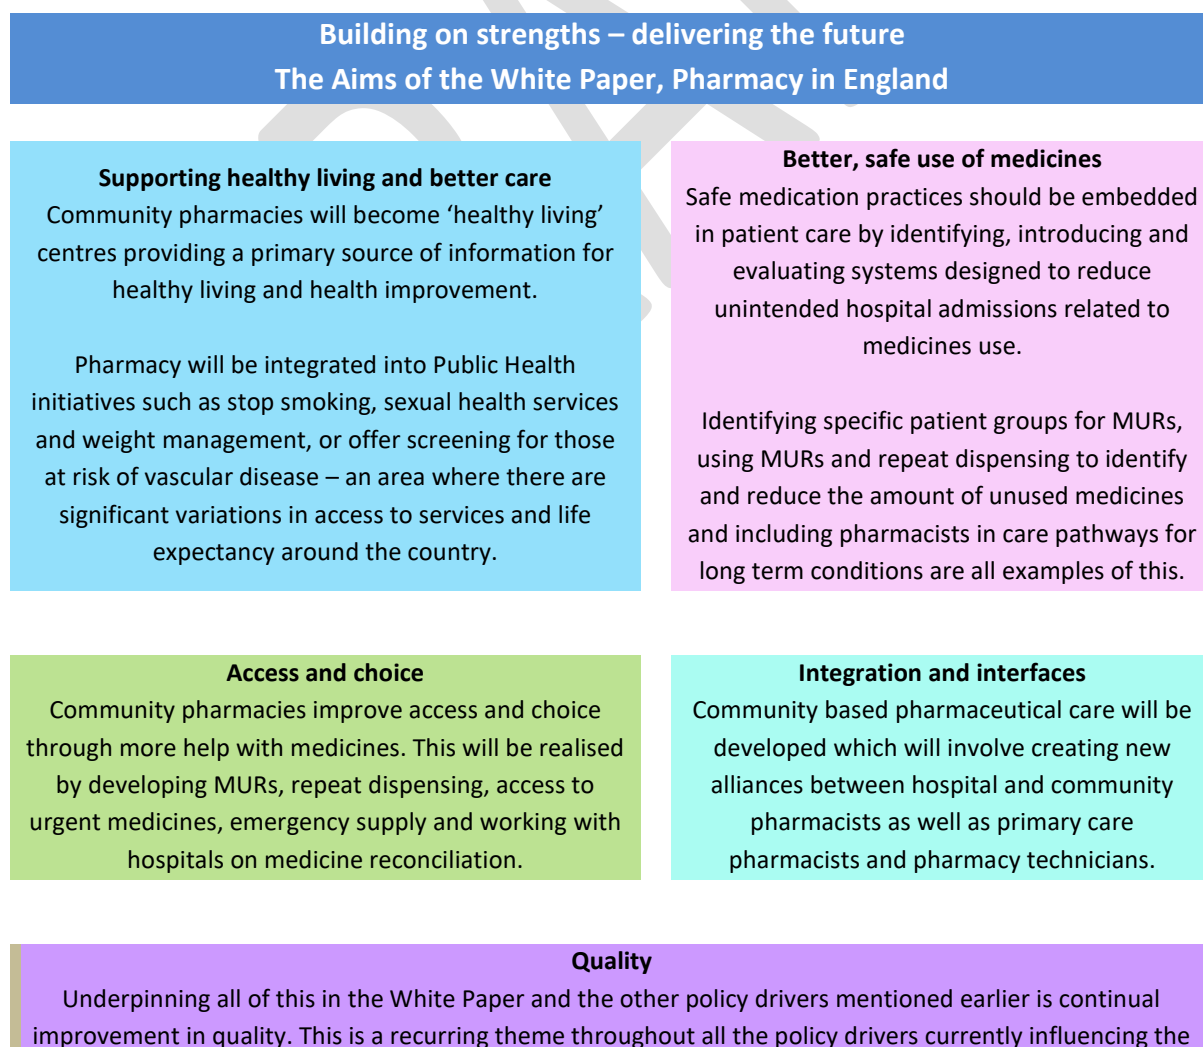 Building on strengths – delivering the future
The Aims of the White Paper, Pharmacy in England
Supporting healthy living and better care
Community pharmacies will become ‘healthy living’
centres providing a primary source of information for
healthy living and health improvement.
Pharmacy will be integrated into Public Health
initiatives such as stop smoking, sexual health services
and weight management, or offer screening for those
at risk of vascular disease – an area where there are
significant variations in access to services and life
expectancy around the country.
Better, safe use of medicines
Safe medication practices should be embedded
in patient care by identifying, introducing and
evaluating systems designed to reduce
unintended hospital admissions related to
medicines use.
Identifying specific patient groups for MURs,
using MURs and repeat dispensing to identify
and reduce the amount of unused medicines
and including pharmacists in care pathways for
long term conditions are all examples of this.
Access and choice
Community pharmacies improve access and choice
through more help with medicines. This will be realised
by developing MURs, repeat dispensing, access to
urgent medicines, emergency supply and working with
hospitals on medicine reconciliation.
Integration and interfaces
Community based pharmaceutical care will be
developed which will involve creating new
alliances between hospital and community
pharmacists as well as primary care
pharmacists and pharmacy technicians.
Quality
Underpinning all of this in the White Paper and the other policy drivers mentioned earlier is continual
improvement in quality. This is a recurring theme throughout all the policy drivers currently influencing the